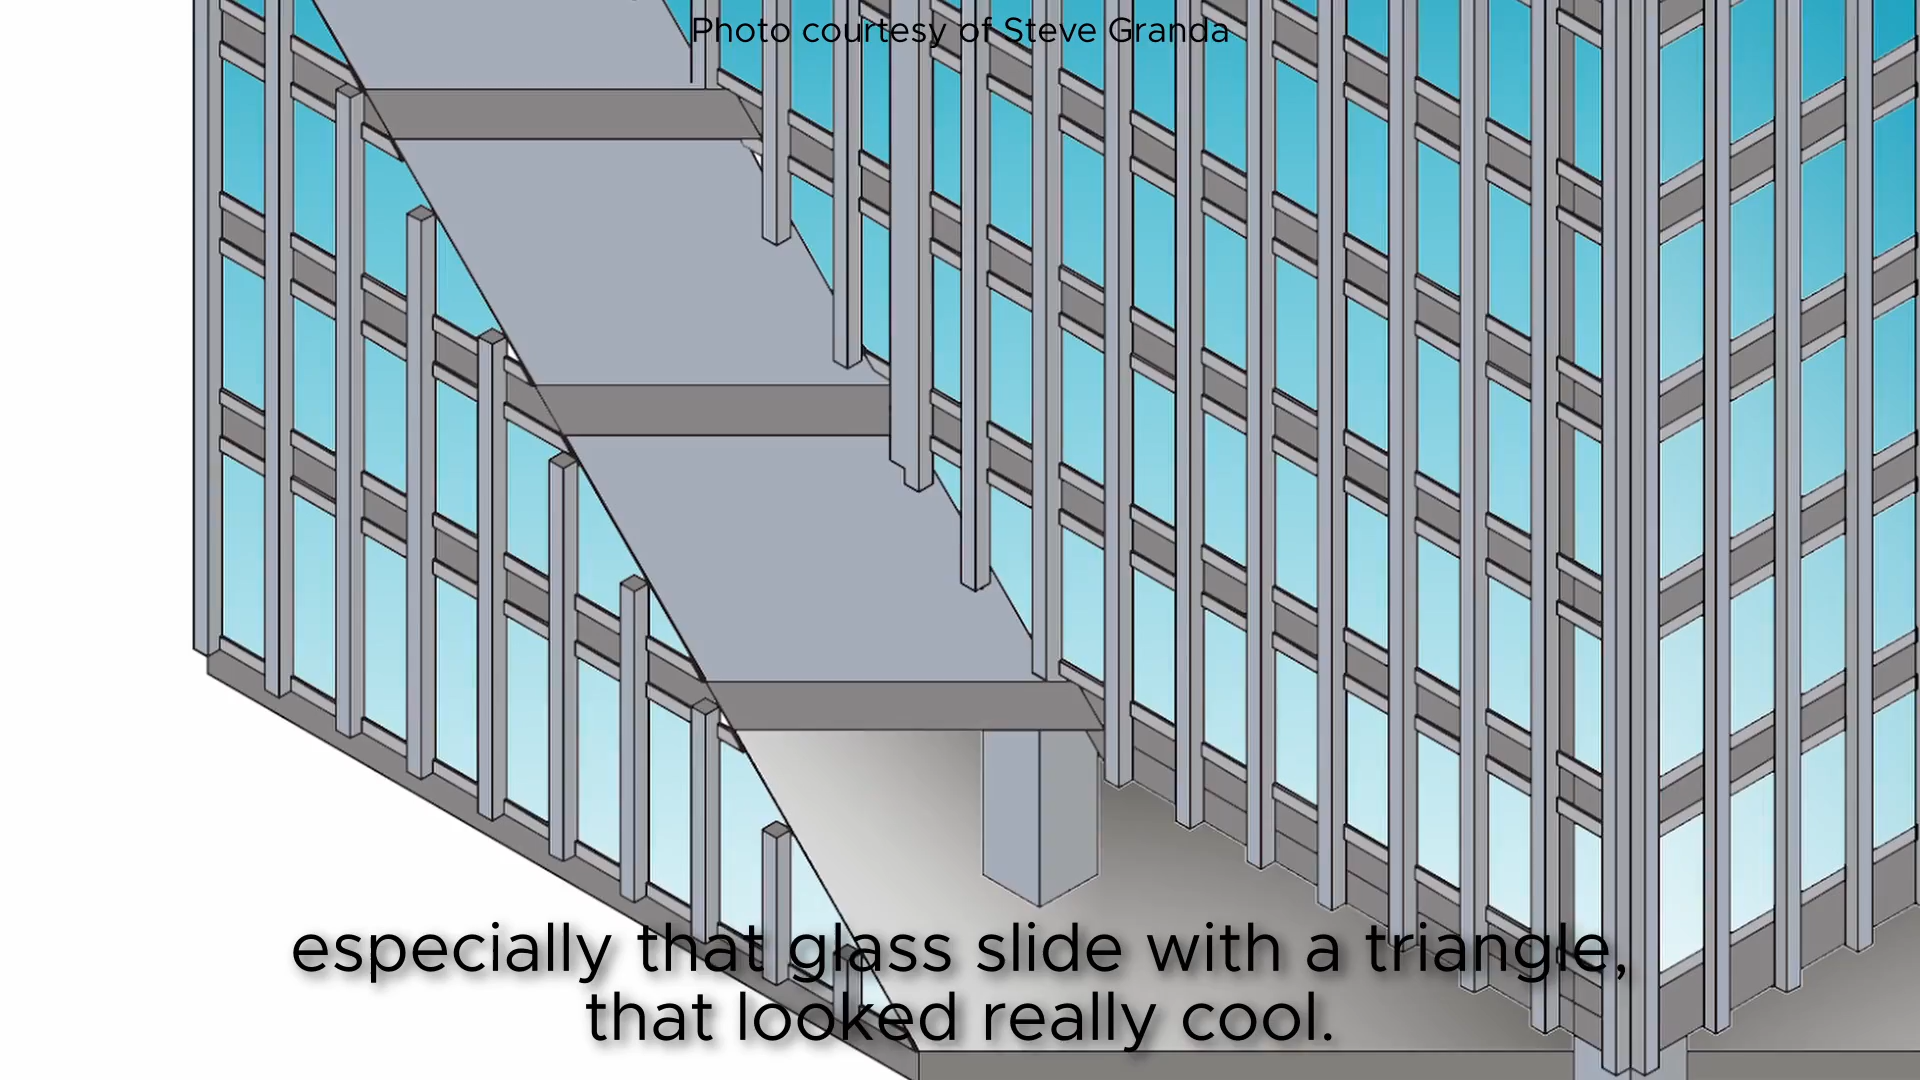 Photo courtesy of Steve Granda
especially that glass slide with a triangle,
that looked really cool.